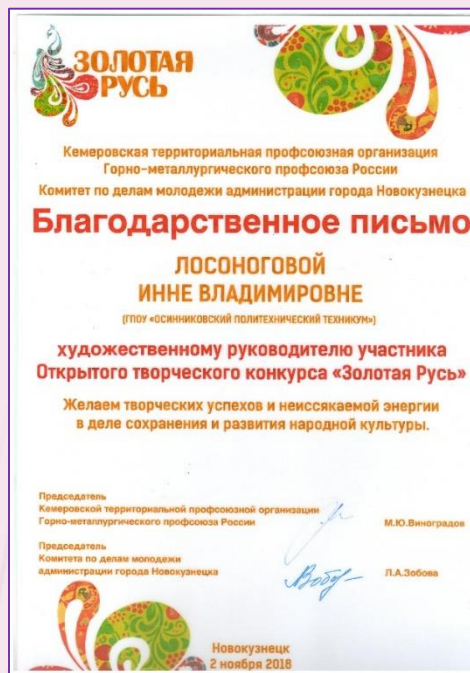 ЗОЛОТАЯ
РУСЬ
Кемеровская территориальная профсоюзная организация
Горно-металлургического профсоюза России
Комитет по делам молодежи администрации города Новокузнецка
Благодарственное письмо
ЛОСОНОГОВОЙ
ИННЕ ВЛАДИМИРОВНЕ
(ГПОУ «ОСИННИКОВСКИЙ ПОЛИТЕХНИЧЕСКИЙ ТЕХНИКУМ»)
художественному руководителю участника
Открытого творческого конкурса «Золотая Русь»
Желаем творческих успехов и неиссякаемой энергии
в деле сохранения и развития народной культуры.
Председатель
Кемеровской территориальной профсоюзной организации
Горно-металлургического профсоюза России
М.Ю.Виноградов
Председатель
Комитета по делам молодежи
администрации города Новокузнецка
Л.А.Зобова
Новокузнецк
2 ноября 2018